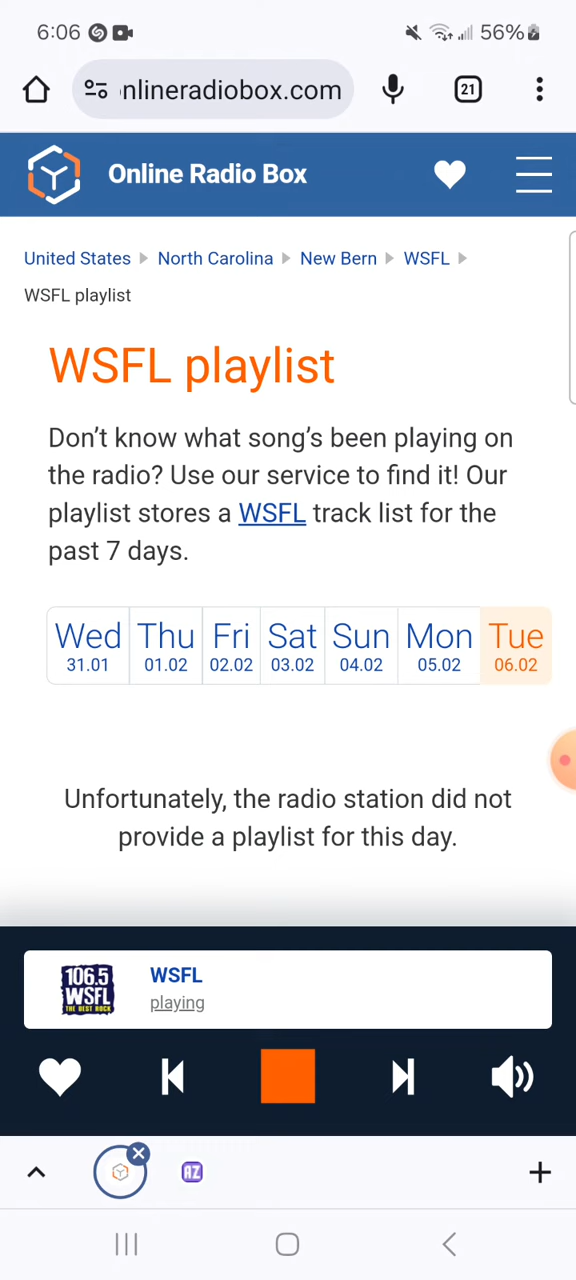 6:06 56%
nlineradiobox.com 21
Online Radio Box
United States North Carolina New Bern WSFL
WSFL playlist
WSFL playlist
Don't know what song's been playing on
the radio? Use our service to find it! Our
playlist stores a WSFL track list for the
past 7 days.
Wed Thu Fri Sat Sun Mon Tue
31.01 01.02 02.02 03.02 04.02 05.02 06.02
Unfortunately, the radio station did not
provide a playlist for this day.
106.5
WSFL
THE BEST ROCK
WSFL
playing
AZ